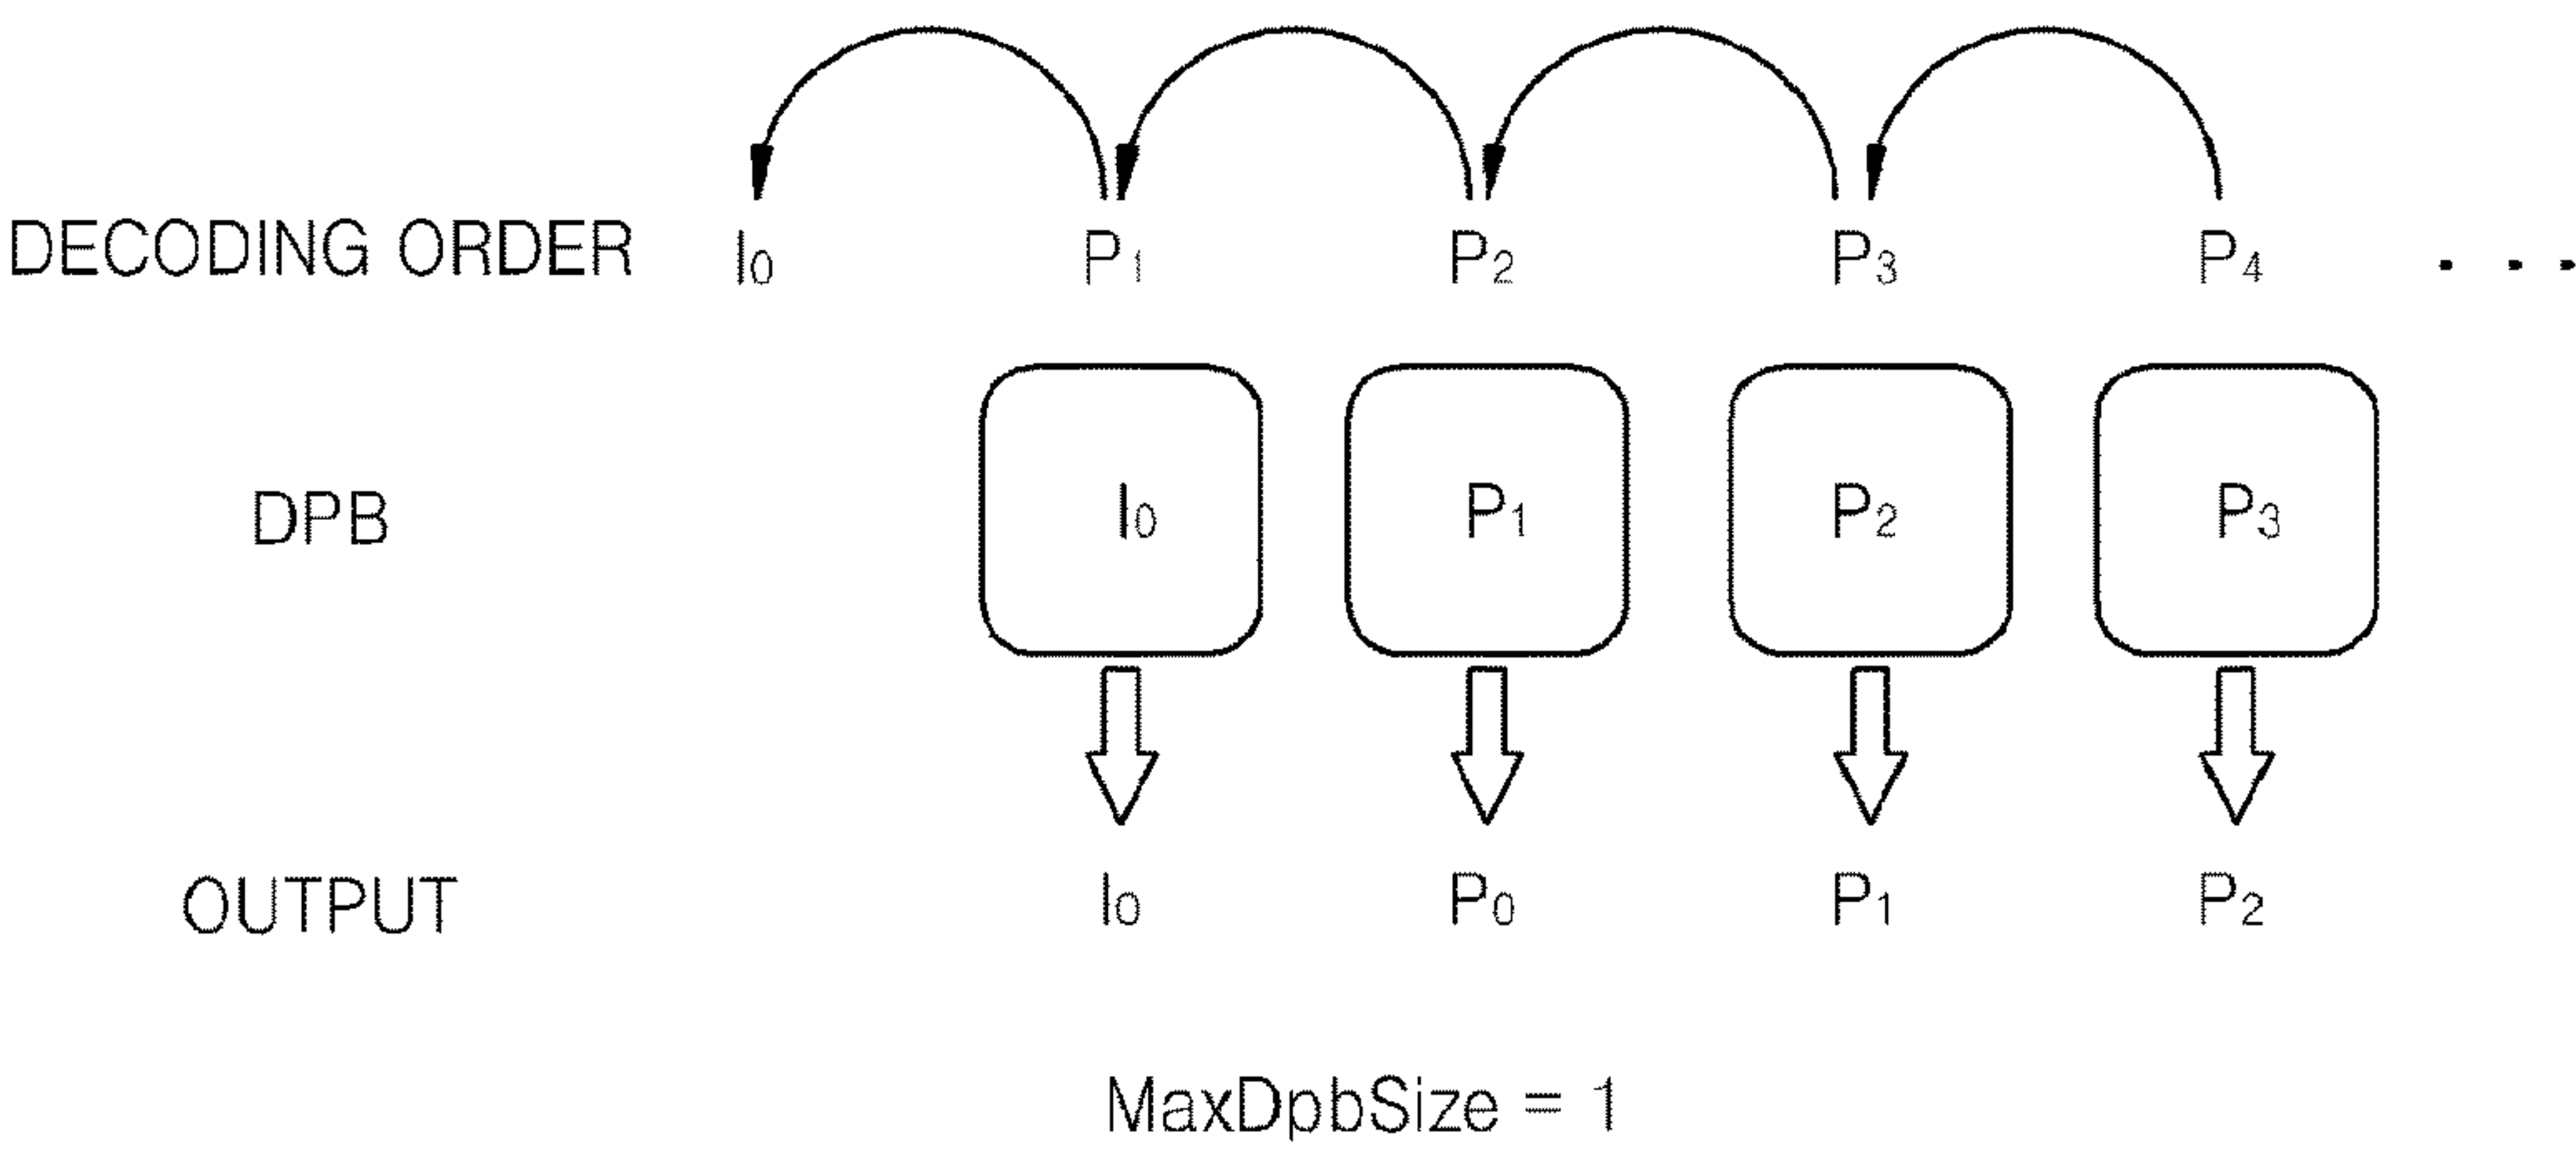 DECODING ORDER I₀ P₁ P₂ P₃ P₄ . . .
DPB I₀ P₁ P₂ P₃
OUTPUT I₀ P₀ P₁ P₂
MaxDpbSize = 1